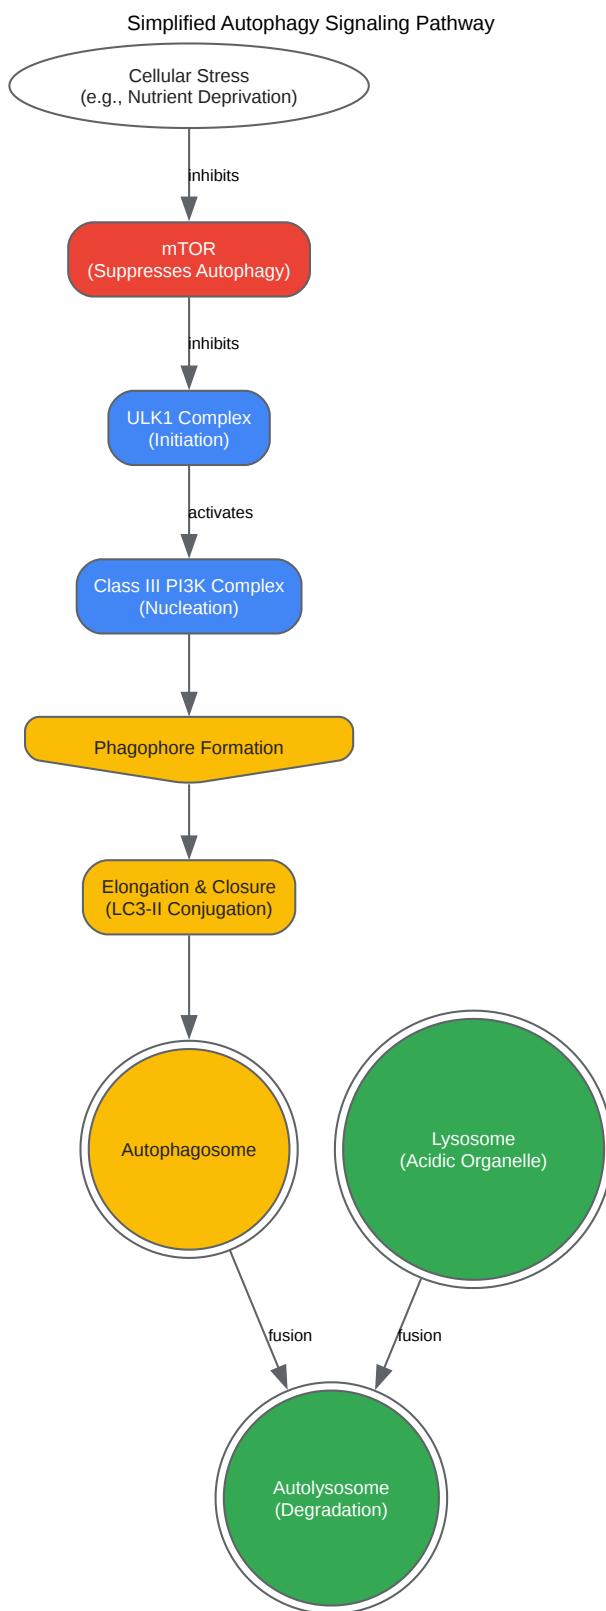 Simplified Autophagy Signaling Pathway
Cellular Stress
(e.g., Nutrient Deprivation)
inhibits
mTOR
(Suppresses Autophagy)
inhibits
ULK1 Complex
(Initiation)
activates
Class III PI3K Complex
(Nucleation)
Phagophore Formation
Elongation & Closure
(LC3-II Conjugation)
Autophagosome
Lysosome
(Acidic Organelle)
fusion
fusion
Autolysosome
(Degradation)